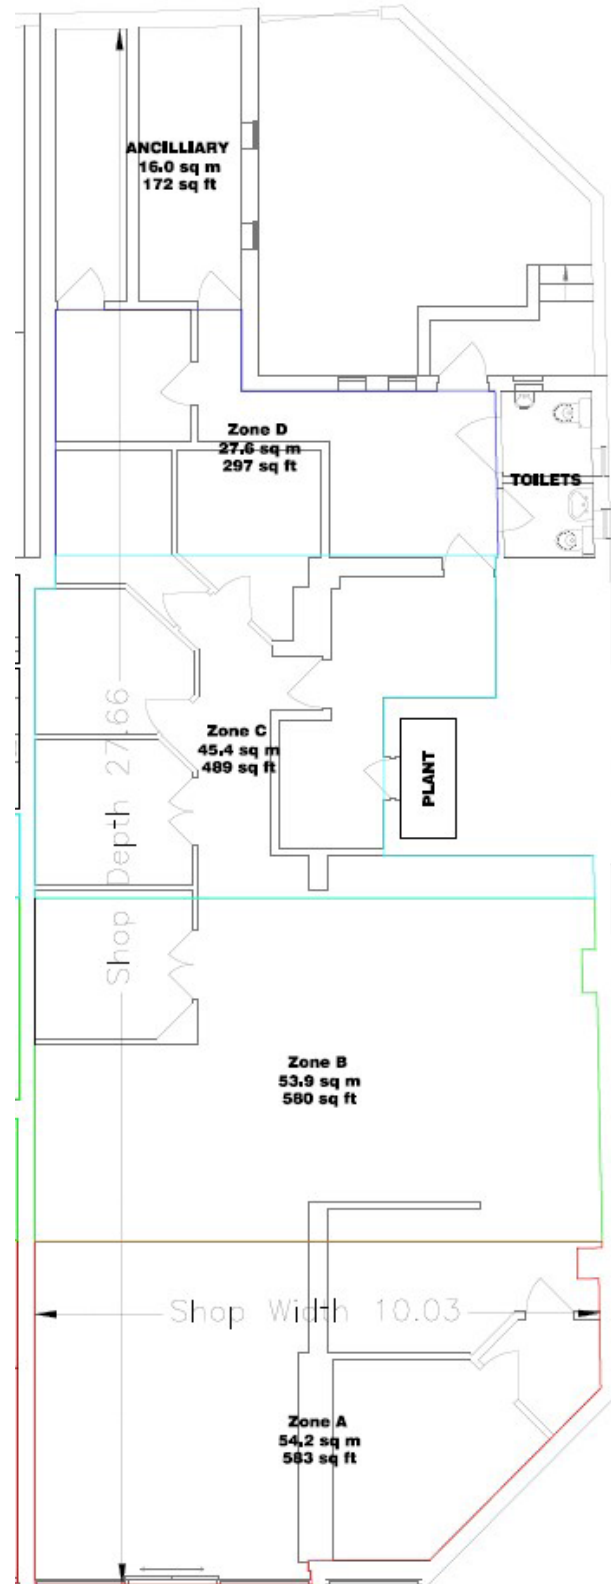 ANCILLIARY
16.0 sq m
172 sq ft
Zone D
27.6 sq m
297 sq ft
TOILETS
Zone C
45.4 sq m
489 sq ft
PLANT
Shop Depth 27.66
Zone B
53.9 sq m
580 sq ft
Shop Width 10.03
Zone A
54.2 sq m
583 sq ft